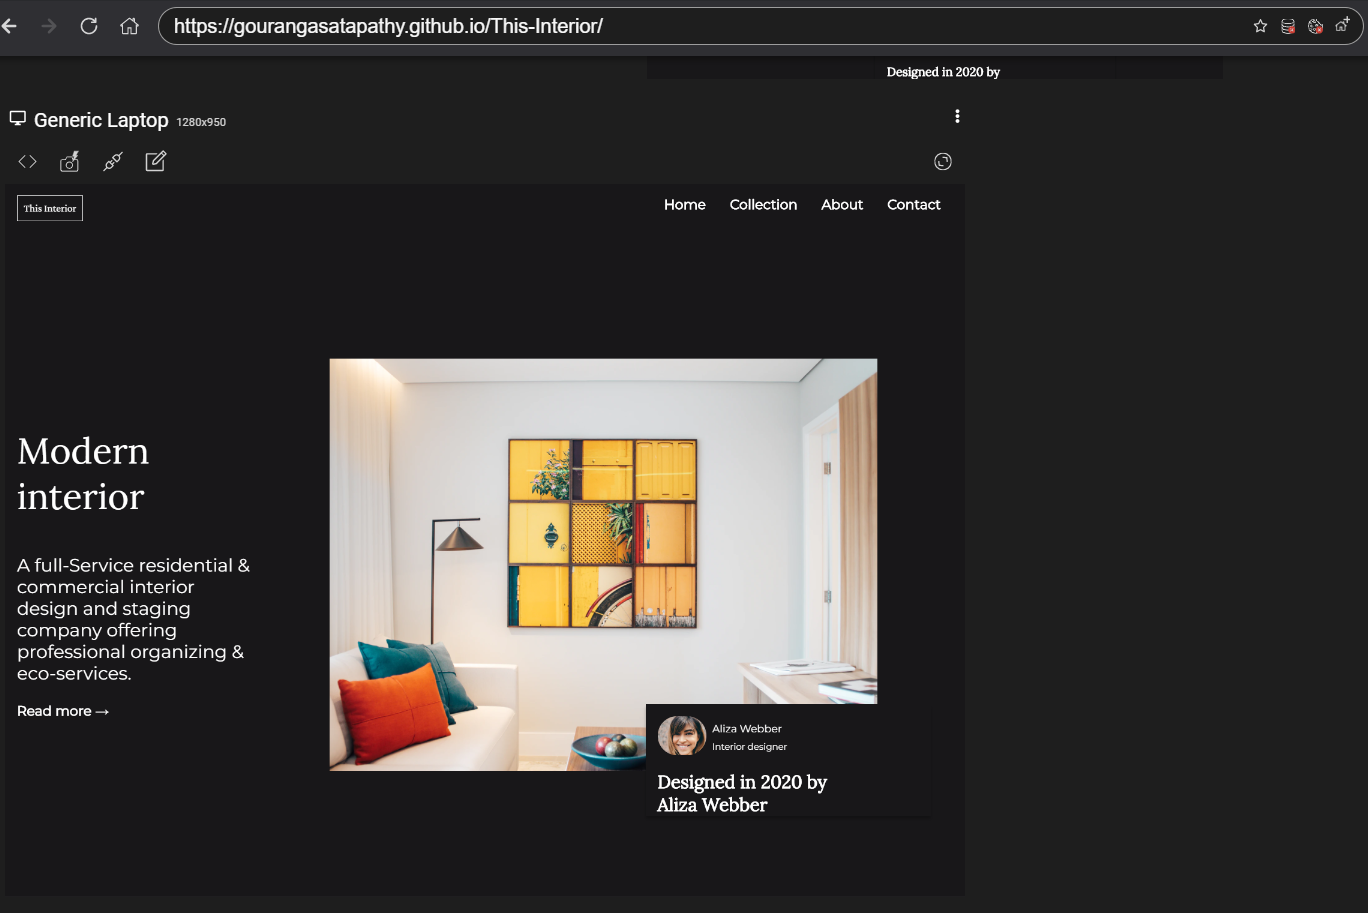 https://gourangasatapathy.github.io/This-Interior/
Designed in 2020 by
Generic Laptop 1280x950
This Interior
Home Collection About Contact
Modern
interior
A full-Service residential &
commercial interior
design and staging
company offering
professional organizing &
eco-services.
Read more →
Aliza Webber
Interior designer
Designed in 2020 by
Aliza Webber